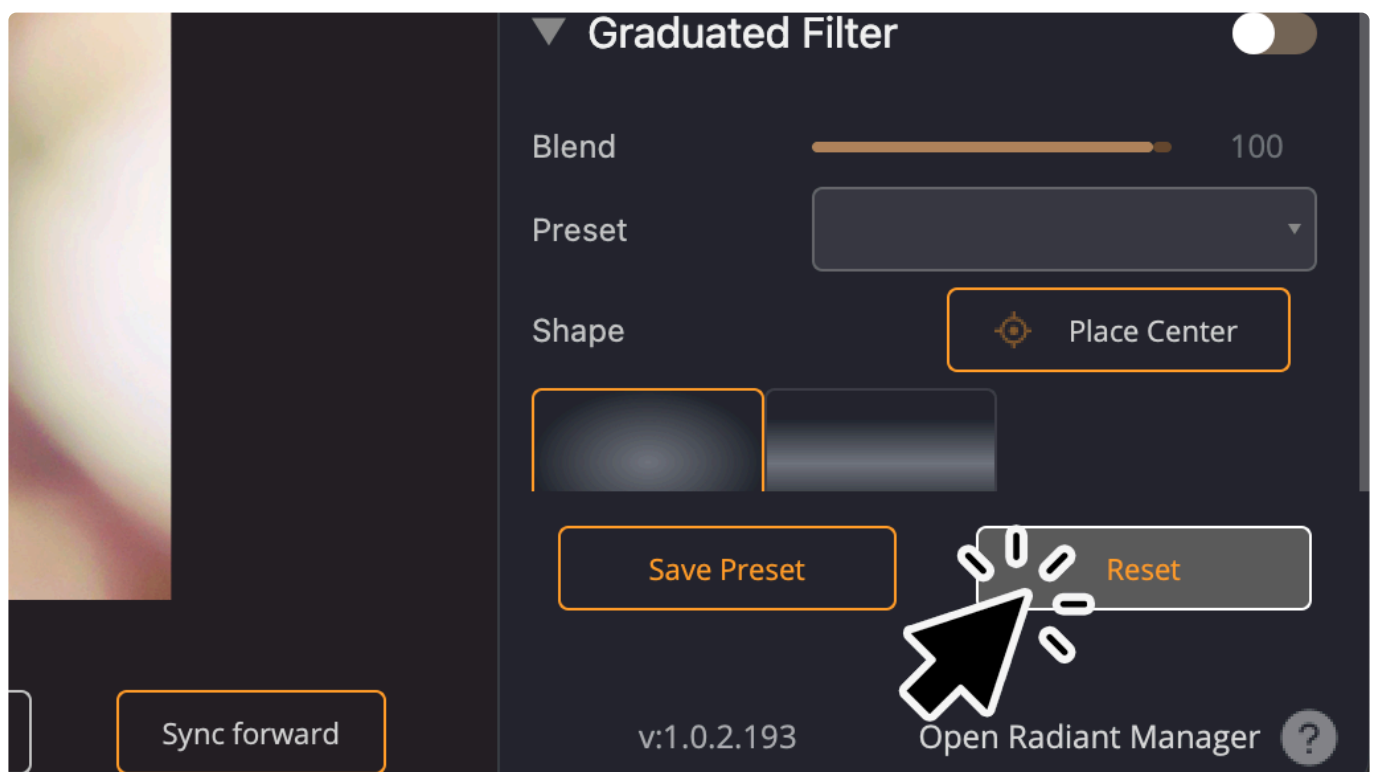 Graduated Filter
Blend 100
Preset
Shape Place Center
Save Preset Reset
Sync forward
v:1.0.2.193 Open Radiant Manager ?